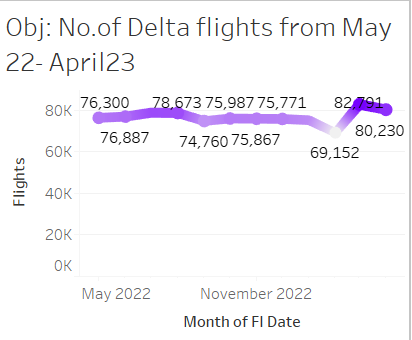 Obj: No.of Delta flights from May
22- April23
80K
60K
40K
20K
0K
Flights
76,300
76,887
78,673
74,760
75,987
75,867
75,771
69,152
82,791
80,230
May 2022
November 2022
Month of Fl Date